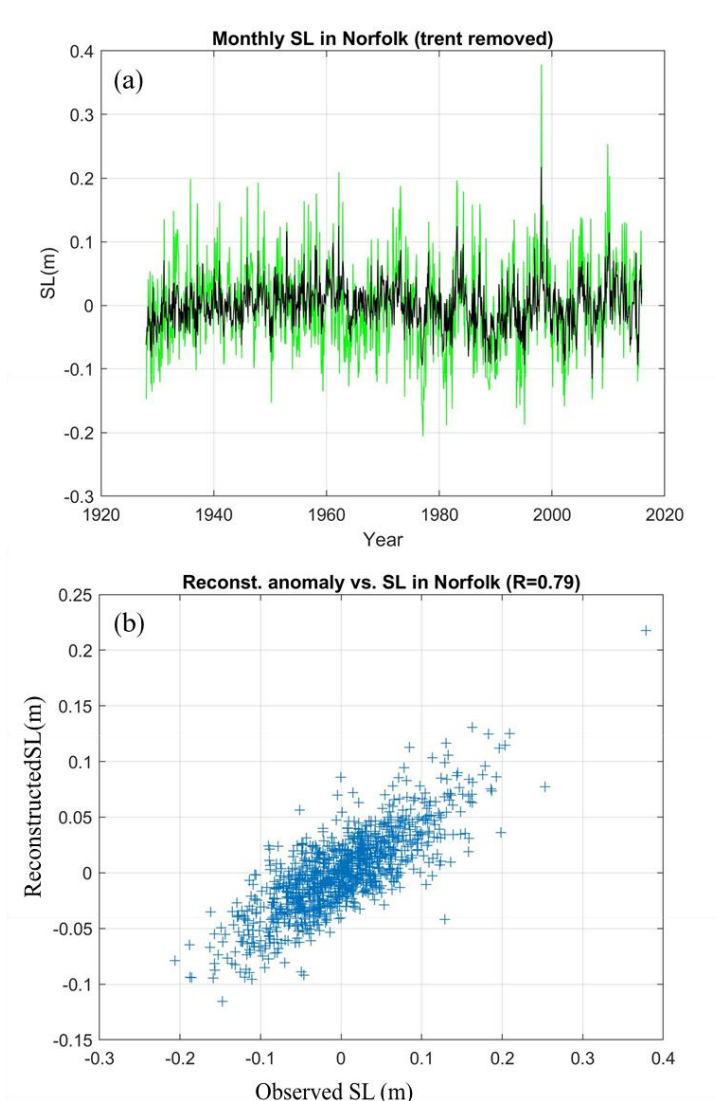 Monthly SL in Norfolk (trent removed)
(a)
0.4
0.3
0.2
0.1
0
-0.1
-0.2
-0.3
SL(m)
1920 1940 1960 1980 2000 2020
Year
Reconst. anomaly vs. SL in Norfolk (R=0.79)
(b)
0.25
0.2
0.15
0.1
0.05
0
-0.05
-0.1
-0.15
ReconstructedSL(m)
-0.3 -0.2 -0.1 0 0.1 0.2 0.3 0.4
Observed SL (m)